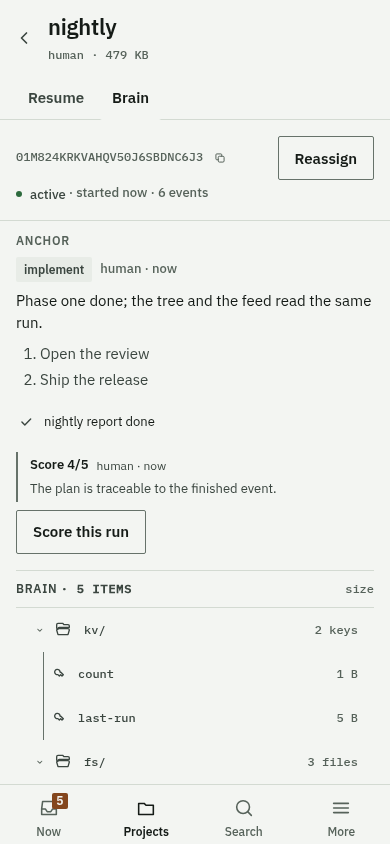 nightly
human · 479 KB
Resume Brain
01M824KRKVAHQV50J6SBDNC6J3
Reassign
active · started now · 6 events
ANCHOR
implement human · now
Phase one done; the tree and the feed read the same
run.
1. Open the review
2. Ship the release
nightly report done
Score 4/5 human · now
The plan is traceable to the finished event.
Score this run
BRAIN · 5 ITEMS size
kv/ 2 keys
count 1 B
last-run 5 B
fs/ 3 files
5
Now Projects Search More